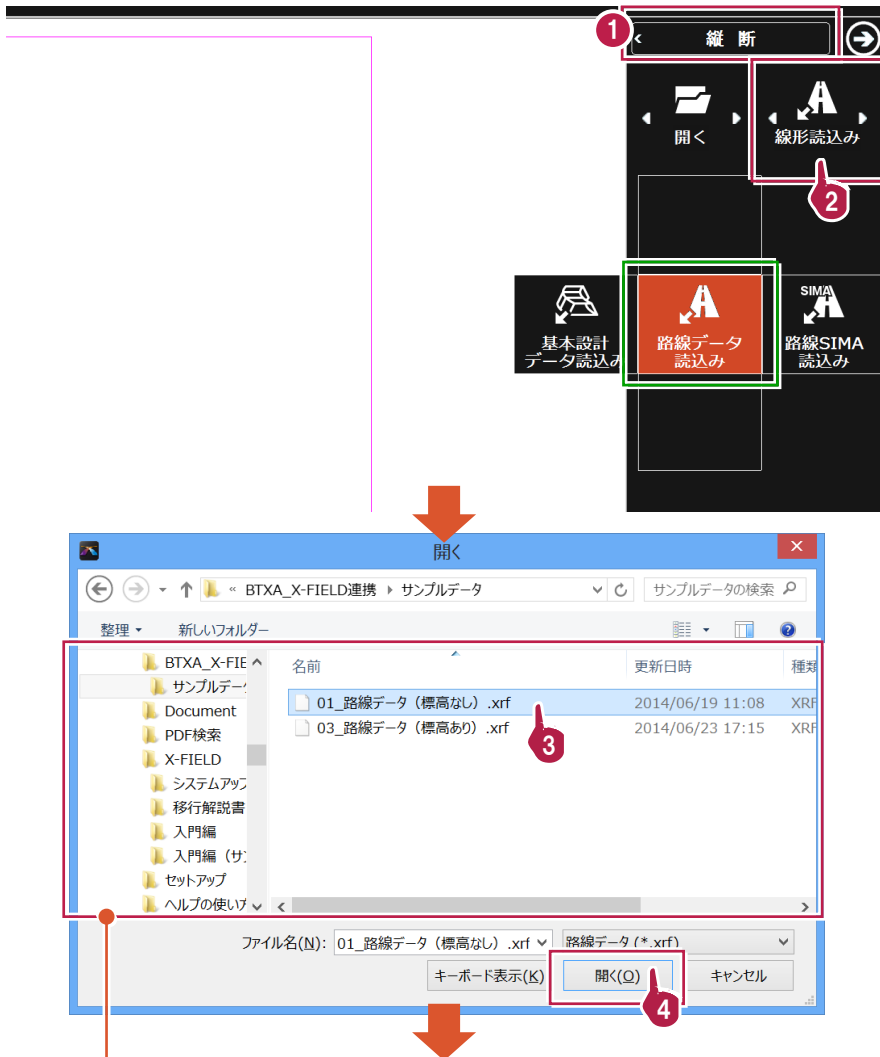 1
縦 断
開く
線形読込み
2
基本設計
データ読込み
路線データ
読込み
SIMA
路線SIMA
読込み
開く
« BTXA_X-FIELD連携 サンプルデータ
サンプルデータの検索
整理
新しいフォルダー
BTXA_X-FIE
サンプルデー
Document
PDF検索
X-FIELD
システムアップ
移行解説書
入門編
入門編（サン
セットアップ
ヘルプの使い方
名前
更新日時
種類
01_路線データ（標高なし）.xrf
2014/06/19 11:08
XRF
03_路線データ（標高あり）.xrf
2014/06/23 17:15
XRF
3
ファイル名(N):
01_路線データ（標高なし）.xrf
路線データ (*.xrf)
キーボード表示(K)
開く(O)
キャンセル
4